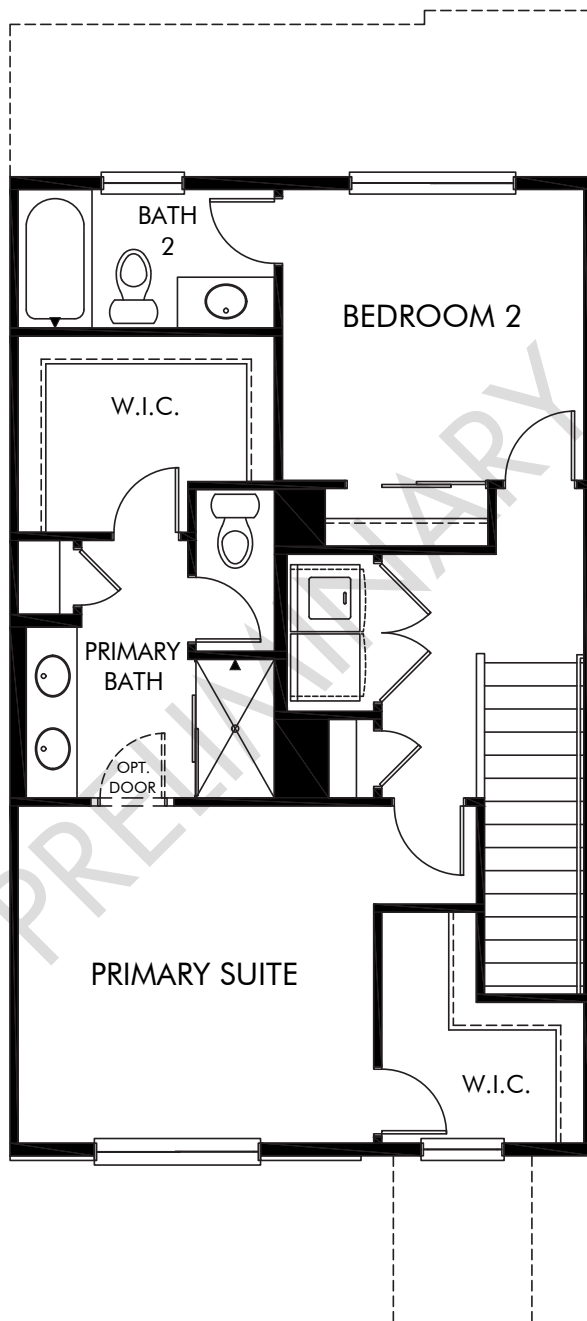 BATH
2
BEDROOM 2
W.I.C.
PRIMARY
BATH
OPT.
DOOR
PRELIMINARY
PRIMARY SUITE
W.I.C.